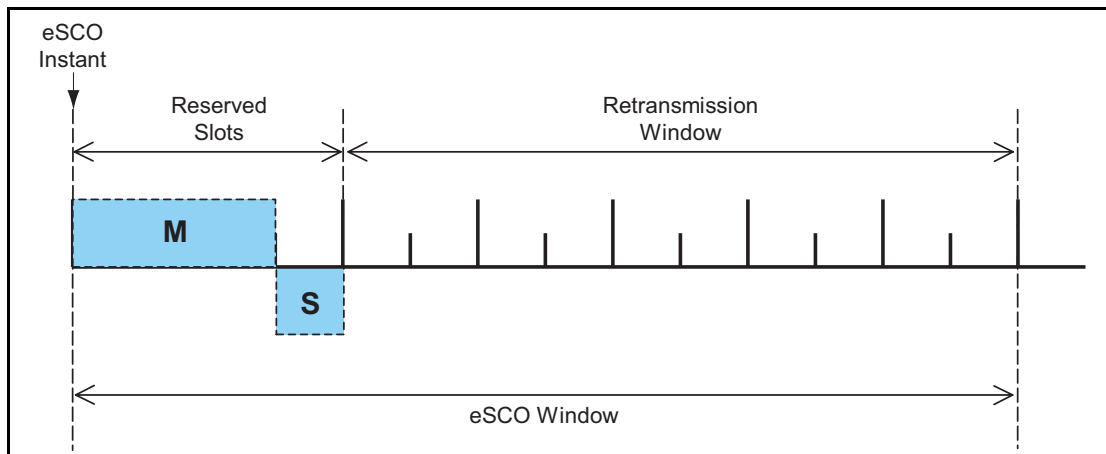 eSCO
Instant
Reserved
Slots
Retransmission
Window
M
S
eSCO Window